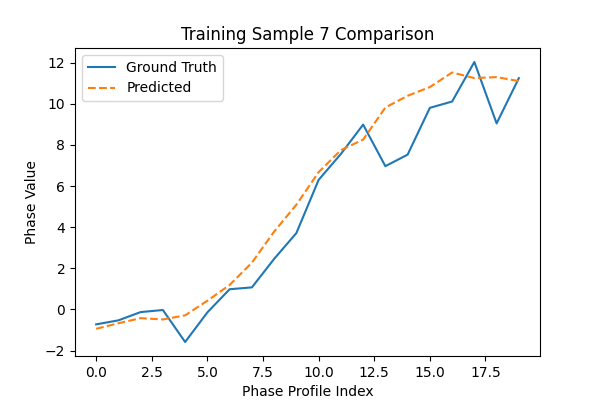 Training Sample 7 Comparison
Ground Truth
Predicted
Phase Value
12
10
8
6
4
2
0
−2
0.0 2.5 5.0 7.5 10.0 12.5 15.0 17.5
Phase Profile Index